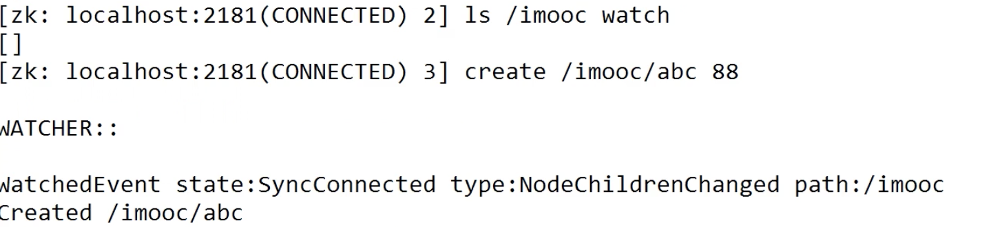 [zk: localhost:2181(CONNECTED) 2] ls /imooc watch
[]
[zk: localhost:2181(CONNECTED) 3] create /imooc/abc 88
WATCHER::
WatchedEvent state:SyncConnected type:NodeChildrenChanged path:/imooc
Created /imooc/abc